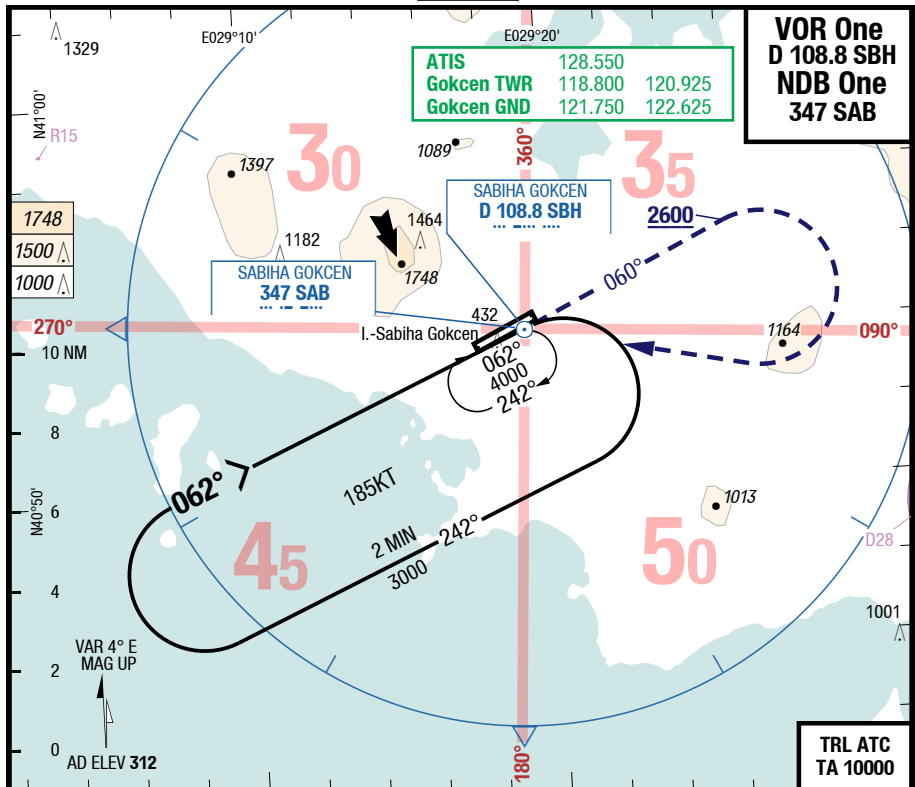 1329
E029°10'
E029°20'
VOR One
D 108.8 SBH
NDB One
347 SAB
ATIS 128.550
Gokcen TWR 118.800 120.925
Gokcen GND 121.750 122.625
N41°00'
R15
360°
30
35
1397
1089
SABIHA GOKCEN
D 108.8 SBH
1748
1500
1000
1464
1182
1748
2600
060°
SABIHA GOKCEN
347 SAB
432
270°
I.-Sabiha Gokcen
1164
090°
10 NM
062°
4000
242°
8
062°
185KT
6
N40°50'
1013
2 MIN
242°
3000
45
50
D28
4
1001
VAR 4° E
MAG UP
2
0
AD ELEV 312
180°
TRL ATC
TA 10000